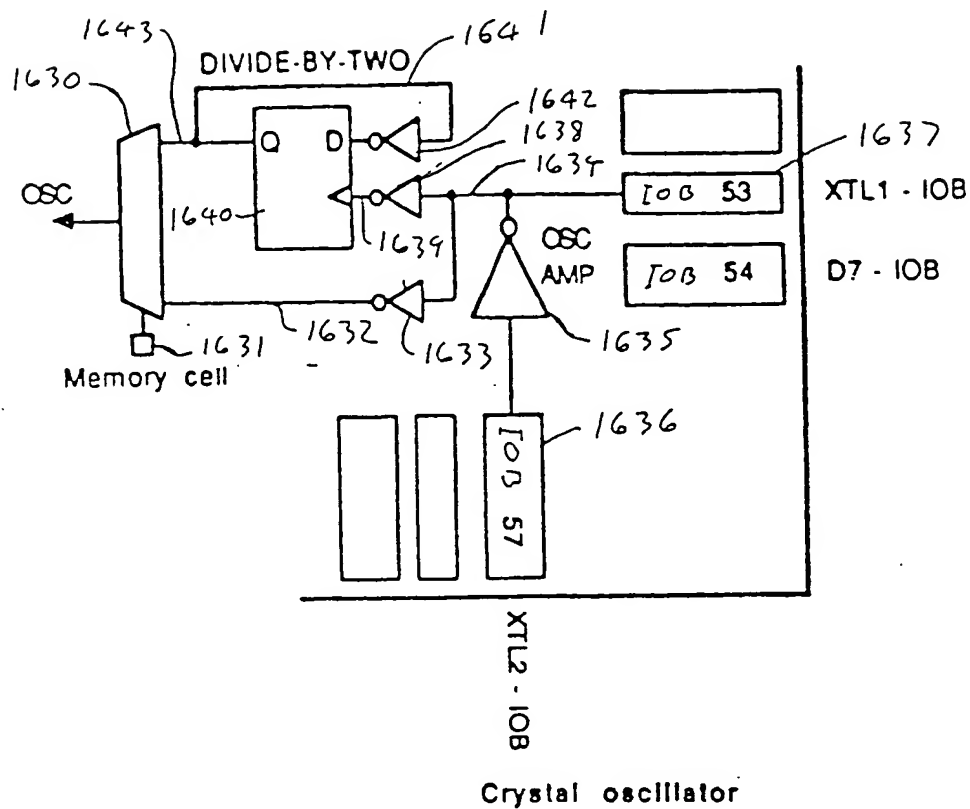 1643
1641
DIVIDE-BY-TWO
1630
1642
1638
Q D
1634
1637
OSC
IOB 53
XTL1 - IOB
1640
1639
OSC
AMP
IOB 54
D7 - IOB
1632
1633
1635
1631
Memory cell
1636
IOB 57
XTL2 - IOB
Crystal oscillator